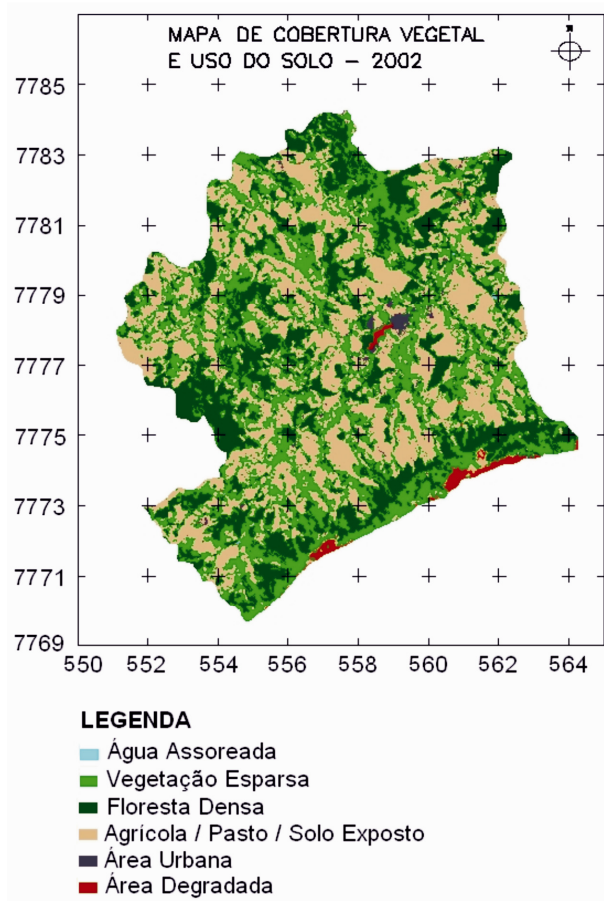 MAPA DE COBERTURA VEGETAL
E USO DO SOLO – 2002
7785
7783
7781
7779
7777
7775
7773
7771
7769
550 552 554 556 558 560 562 564
LEGENDA
Água Assoreada
Vegetação Esparsa
Floresta Densa
Agrícola / Pasto / Solo Exposto
Área Urbana
Área Degradada